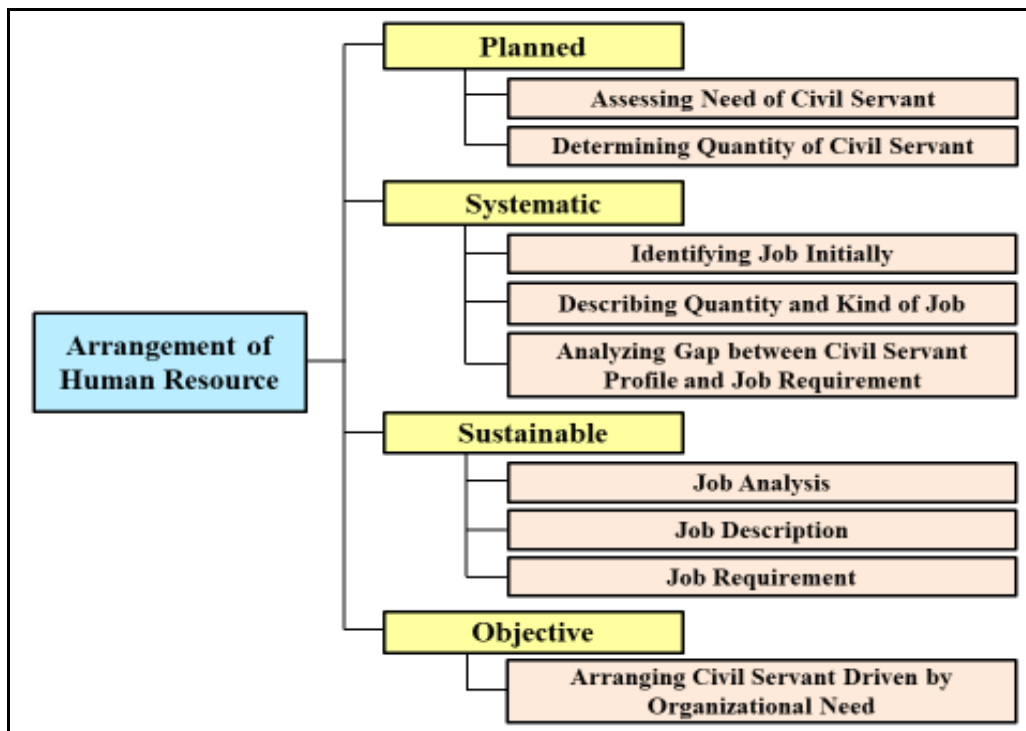 Planned
Assessing Need of Civil Servant
Determining Quantity of Civil Servant
Systematic
Identifying Job Initially
Describing Quantity and Kind of Job
Analyzing Gap between Civil Servant
Profile and Job Requirement
Arrangement of
Human Resource
Sustainable
Job Analysis
Job Description
Job Requirement
Objective
Arranging Civil Servant Driven by
Organizational Need